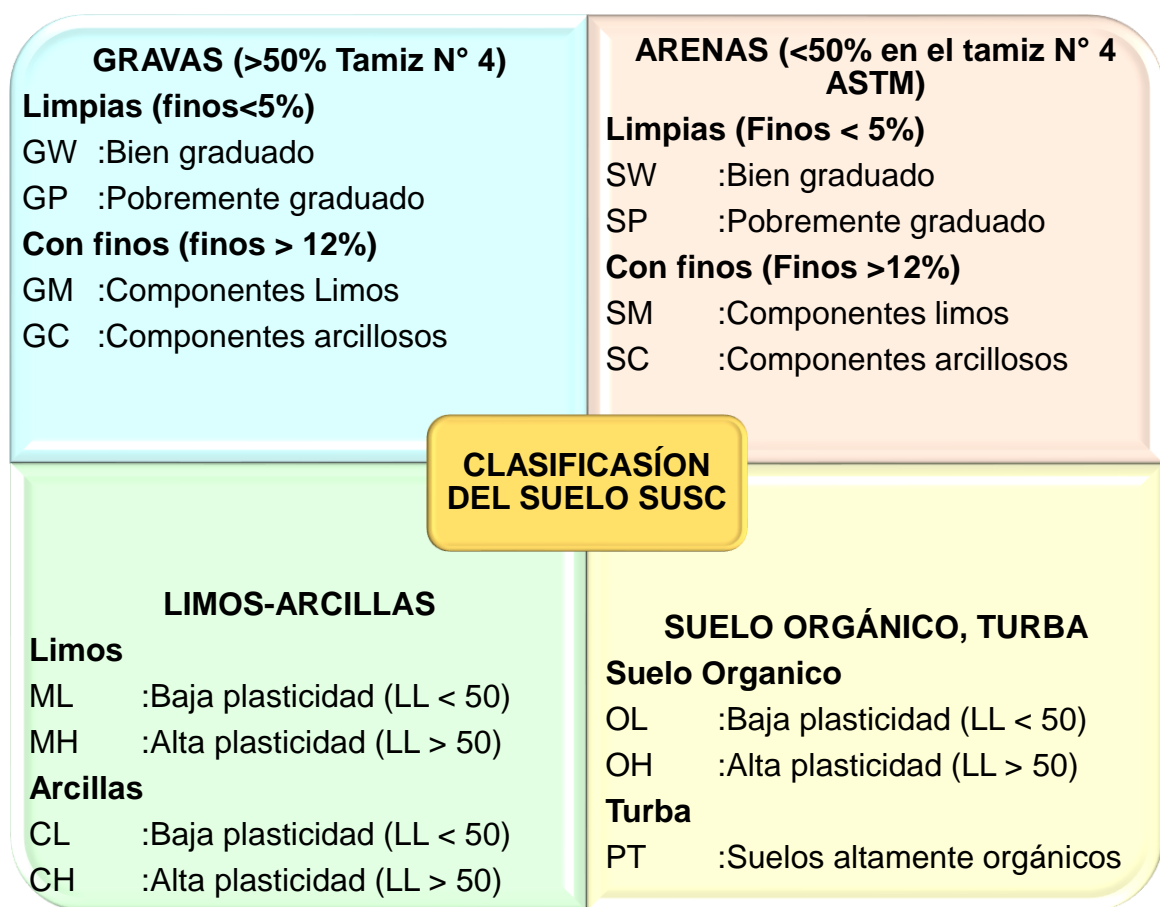 GRAVAS (>50% Tamiz N° 4)
Limpias (finos<5%)
GW :Bien graduado
GP :Pobremente graduado
Con finos (finos > 12%)
GM :Componentes Limos
GC :Componentes arcillosos
ARENAS (<50% en el tamiz N° 4
ASTM)
Limpias (Finos < 5%)
SW :Bien graduado
SP :Pobremente graduado
Con finos (Finos >12%)
SM :Componentes limos
SC :Componentes arcillosos
CLASIFICASÍON
DEL SUELO SUSC
LIMOS-ARCILLAS
Limos
ML :Baja plasticidad (LL < 50)
MH :Alta plasticidad (LL > 50)
Arcillas
CL :Baja plasticidad (LL < 50)
CH :Alta plasticidad (LL > 50)
SUELO ORGÁNICO, TURBA
Suelo Organico
OL :Baja plasticidad (LL < 50)
OH :Alta plasticidad (LL > 50)
Turba
PT :Suelos altamente orgánicos